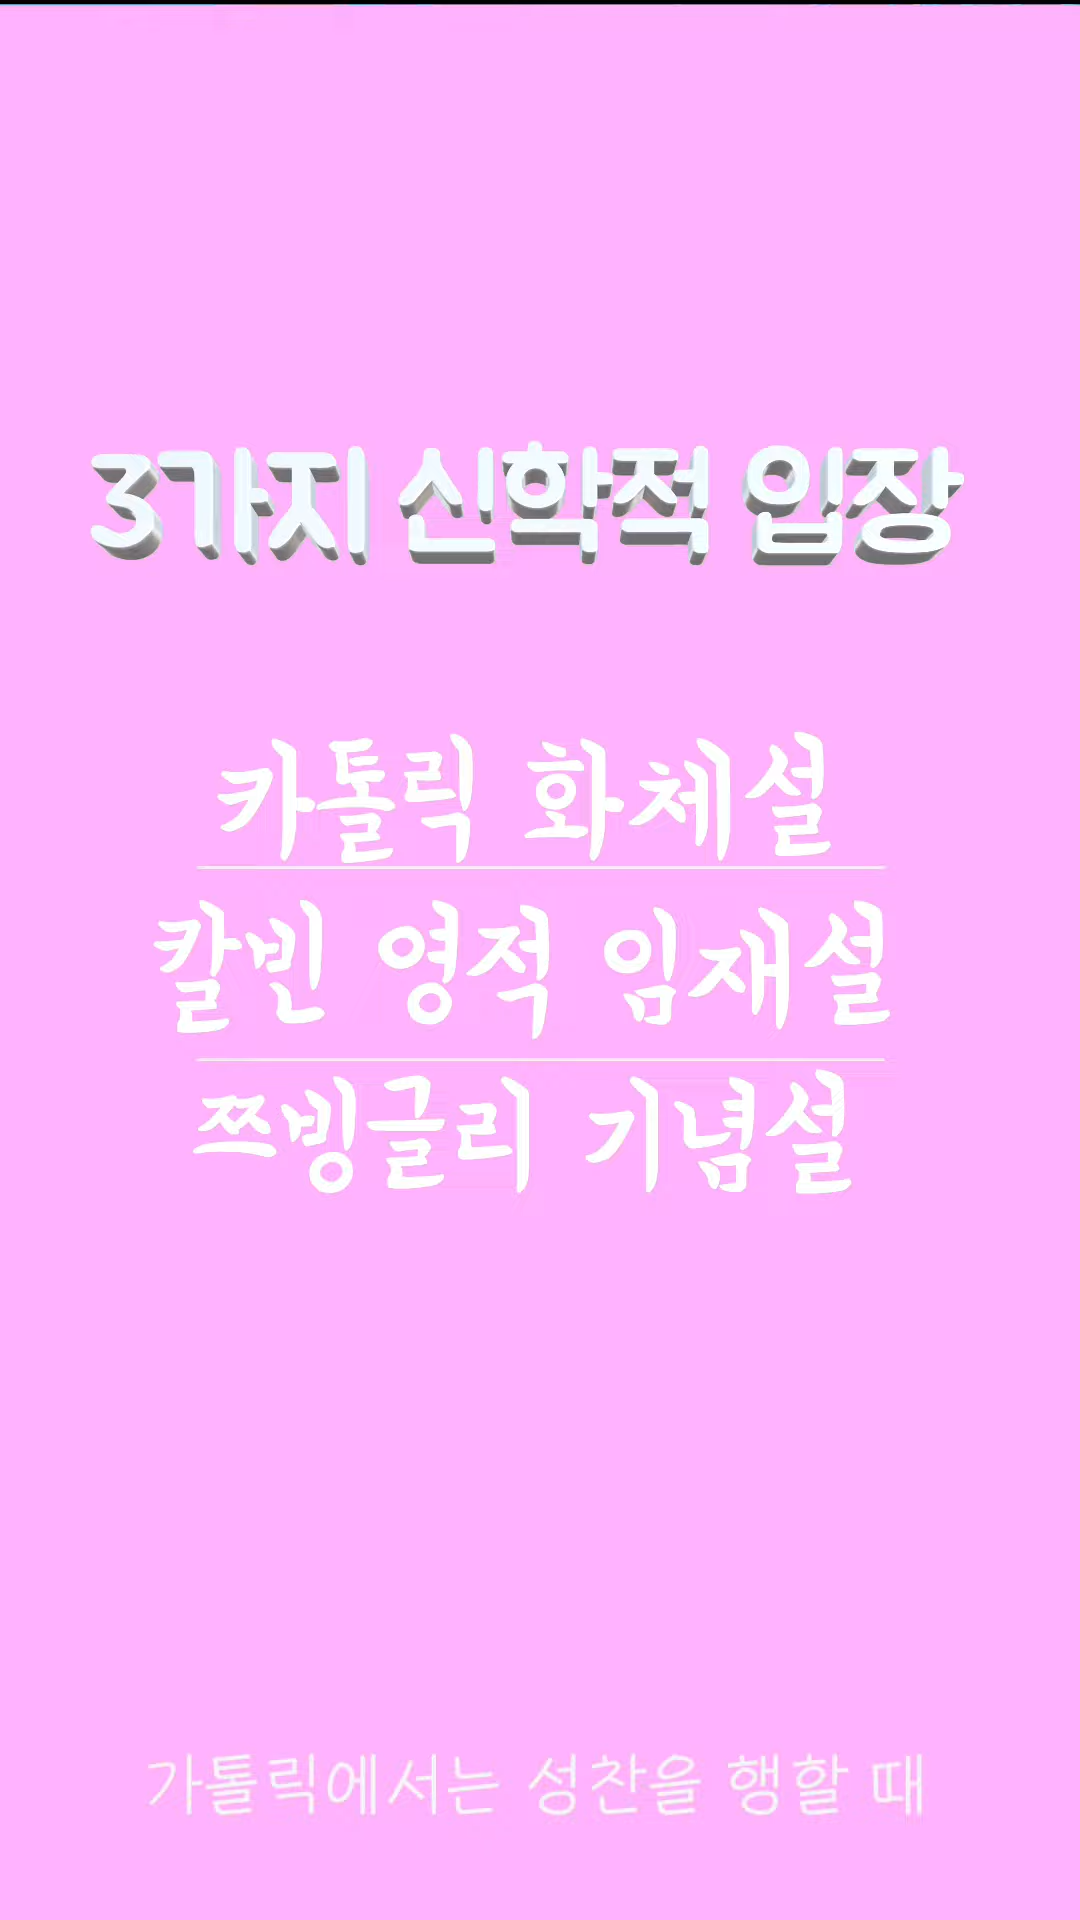 3가지 신학적 입장
카톨릭 화체설
칼빈 영적 임재설
쯔빙글리 기념설
가톨릭에서는 성찬을 행할 때